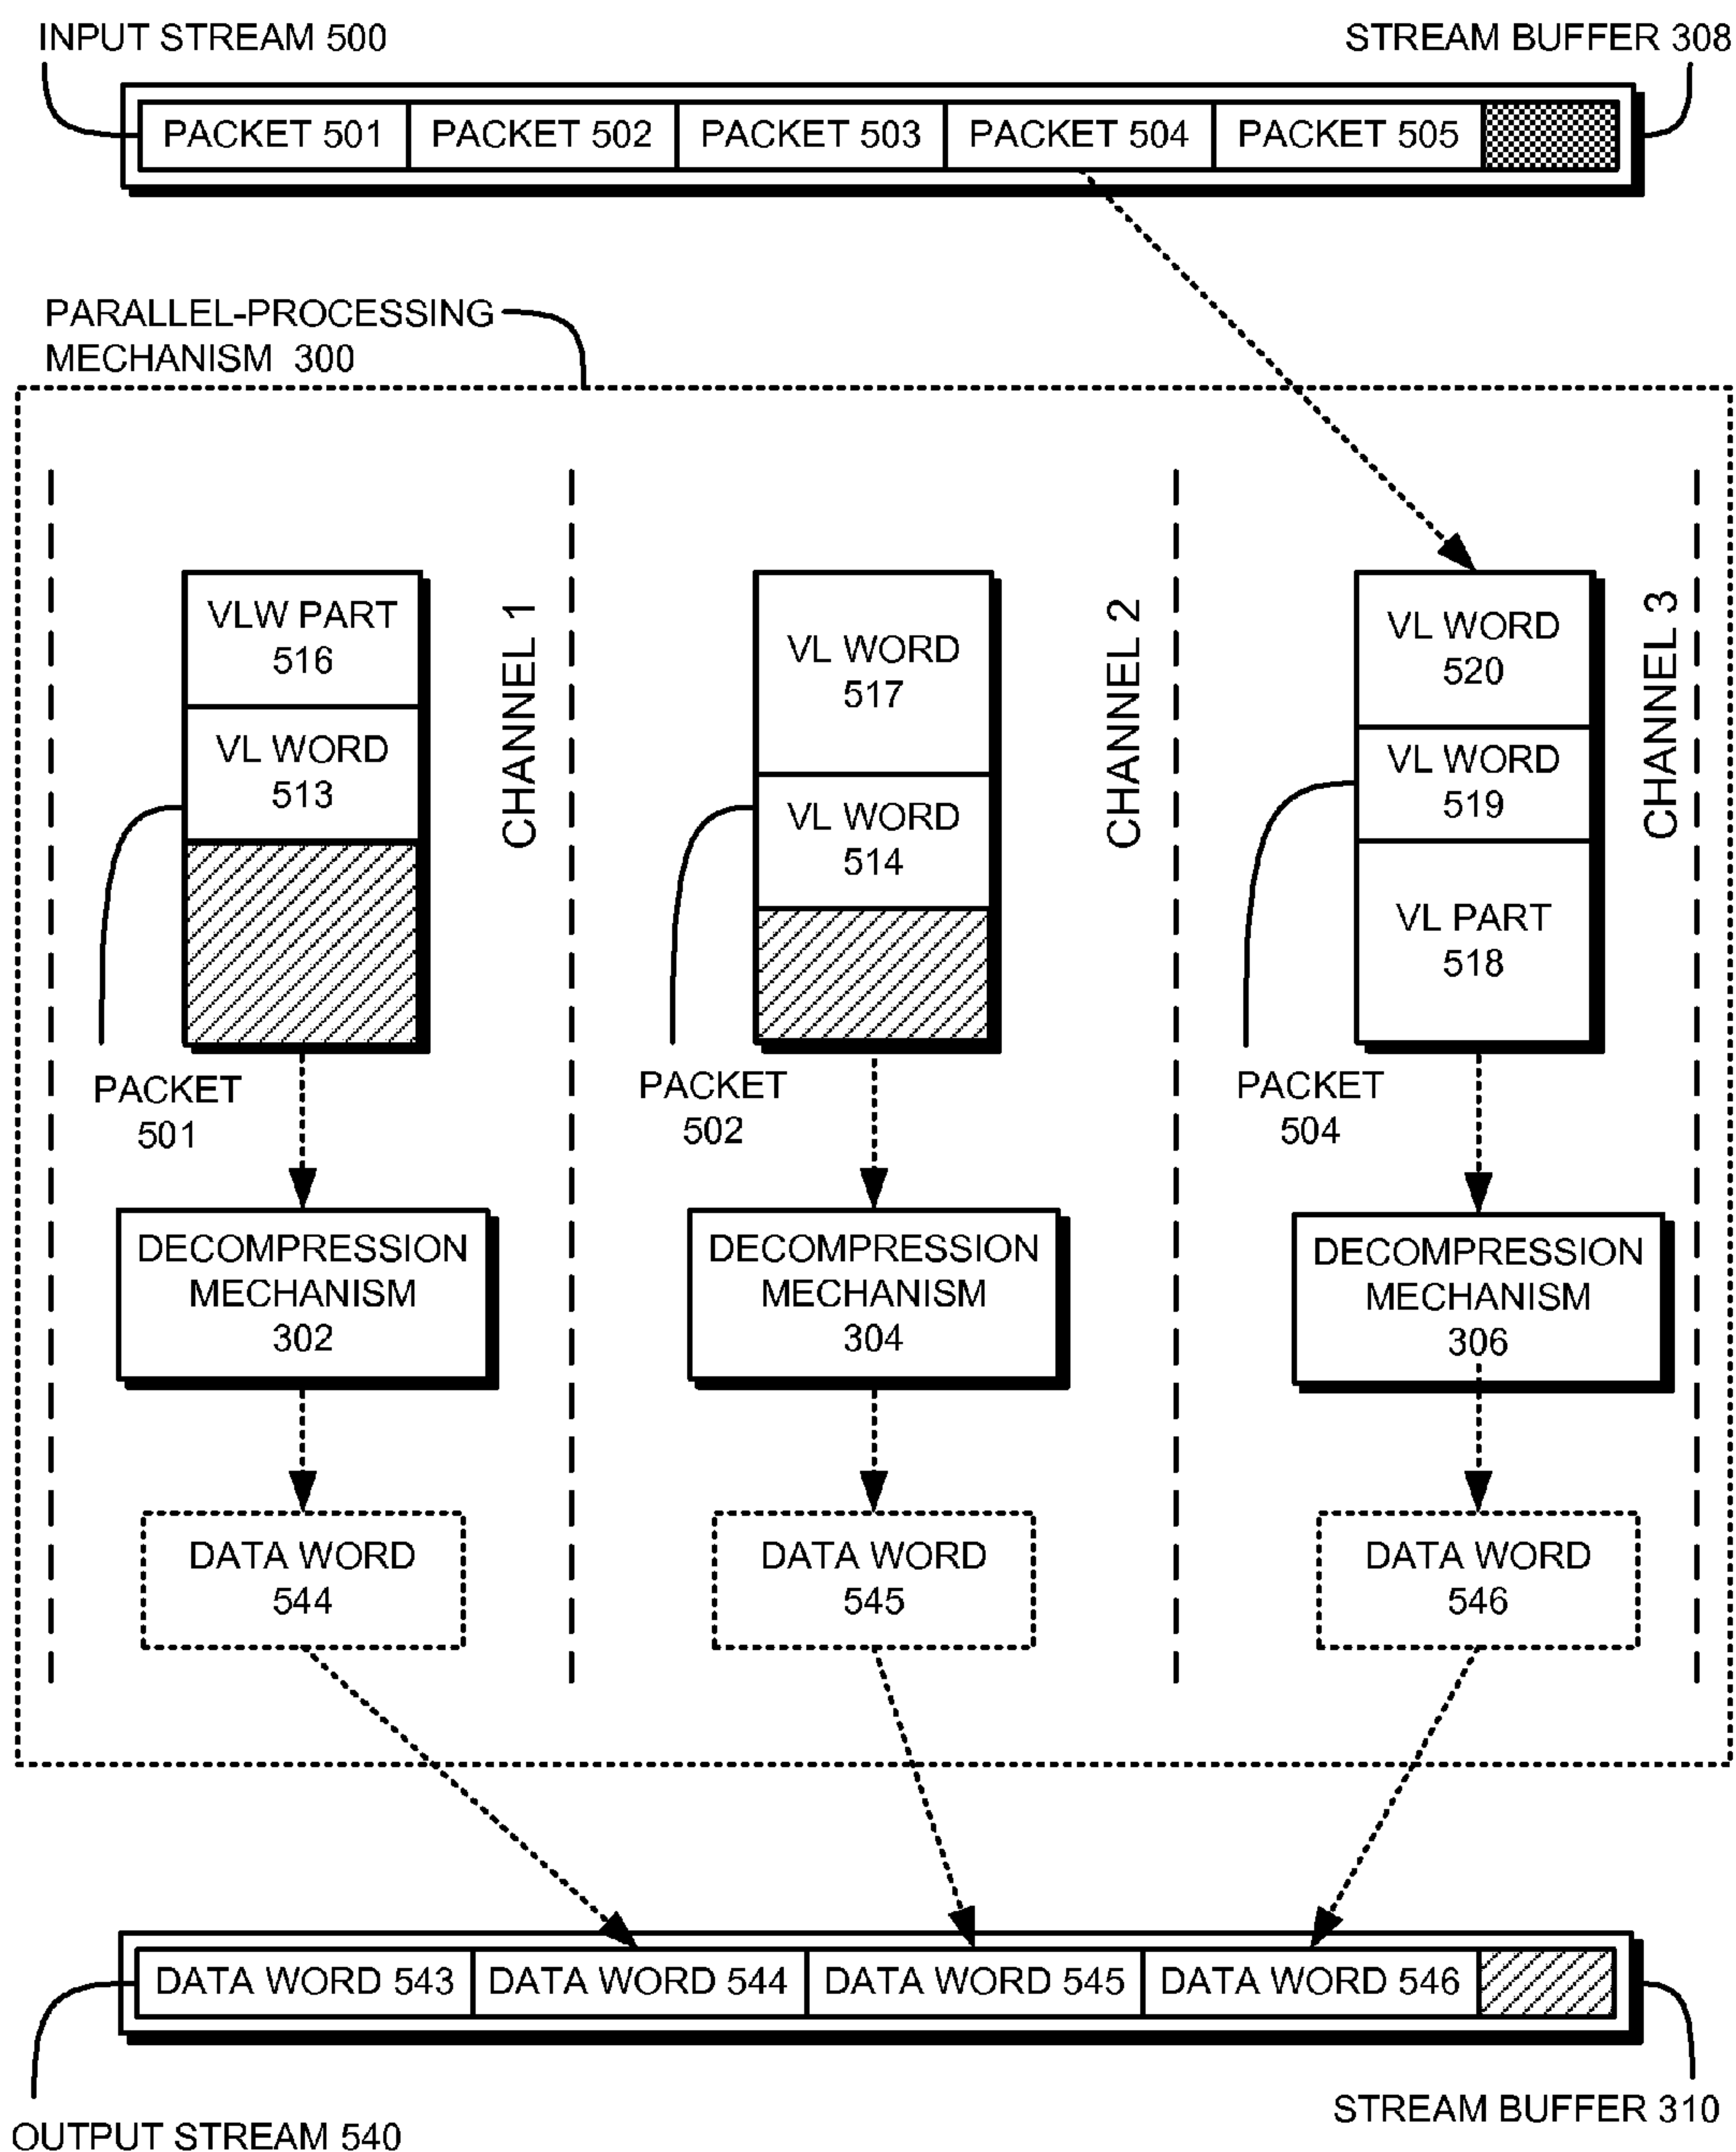 INPUT STREAM 500
STREAM BUFFER 308
PACKET 501
PACKET 502
PACKET 503
PACKET 504
PACKET 505
PARALLEL-PROCESSING
MECHANISM 300
VLW PART
516
VL WORD
513
CHANNEL 1
PACKET
501
DECOMPRESSION
MECHANISM
302
DATA WORD
544
VL WORD
517
VL WORD
514
CHANNEL 2
PACKET
502
DECOMPRESSION
MECHANISM
304
DATA WORD
545
VL WORD
520
VL WORD
519
VL PART
518
CHANNEL 3
PACKET
504
DECOMPRESSION
MECHANISM
306
DATA WORD
546
DATA WORD 543
DATA WORD 544
DATA WORD 545
DATA WORD 546
OUTPUT STREAM 540
STREAM BUFFER 310